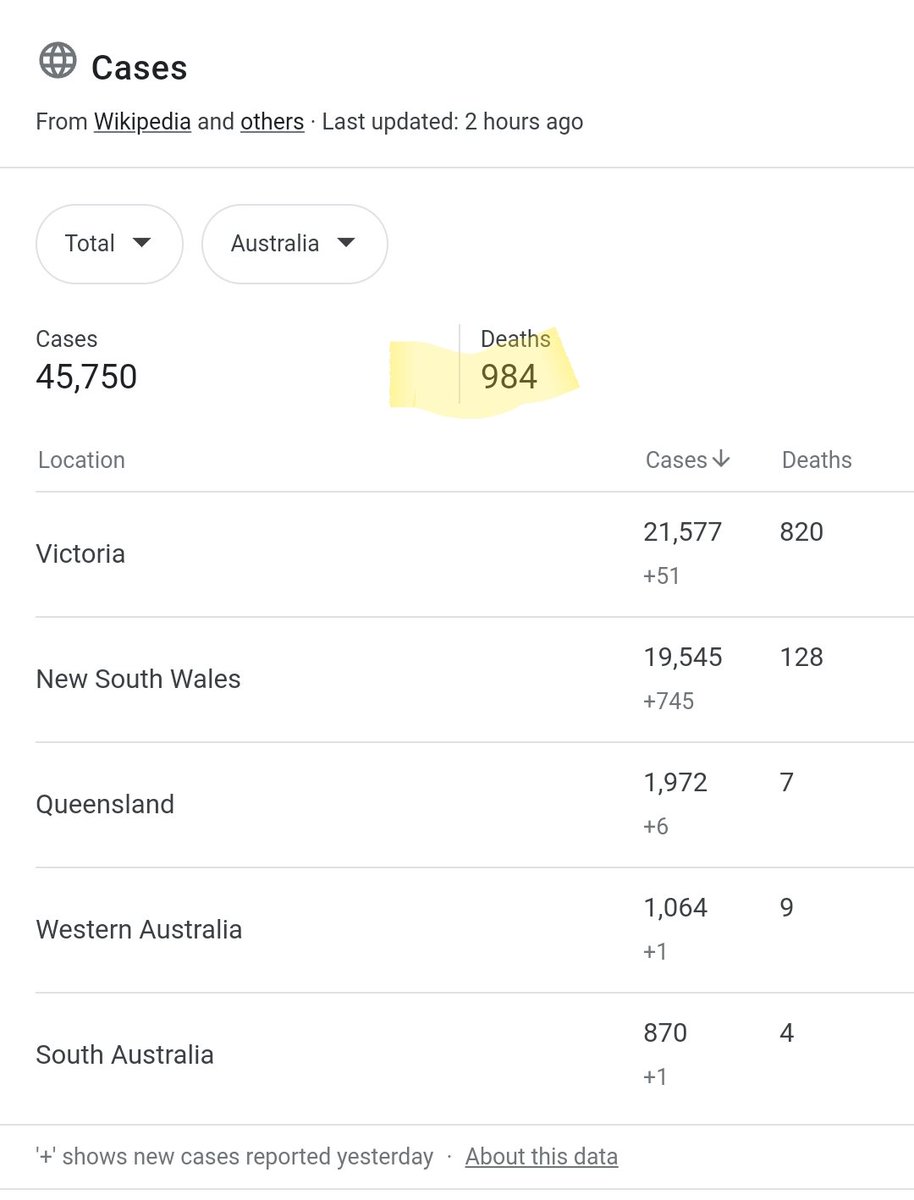 Cases
From Wikipedia and others · Last updated: 2 hours ago
Total Australia
Cases Deaths
45,750 984
Location Cases Deaths
Victoria 21,577 820
+51
New South Wales 19,545 128
+745
Queensland 1,972 7
+6
Western Australia 1,064 9
+1
South Australia 870 4
+1
'+' shows new cases reported yesterday · About this data